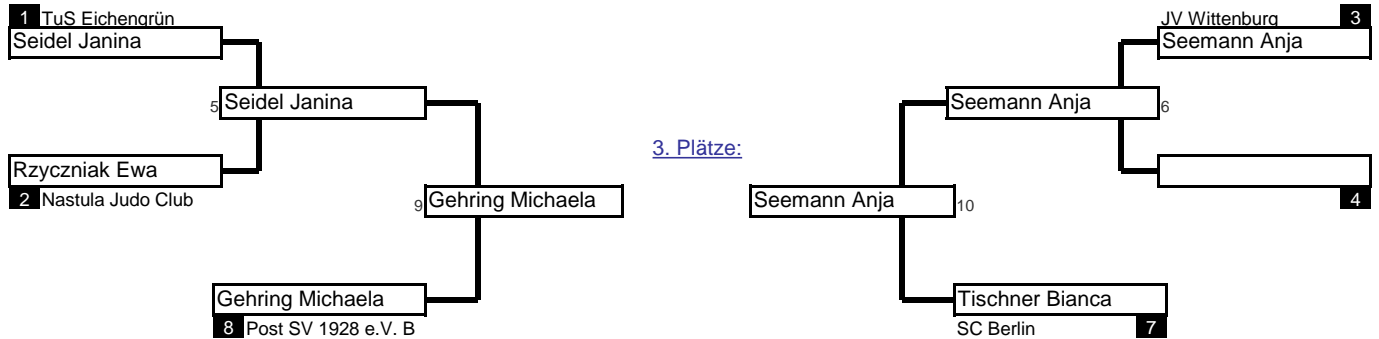 1 TuS Eichengrün
Seidel Janina
5 Seidel Janina
Rzyczniak Ewa
2 Nastula Judo Club
9 Gehring Michaela
Gehring Michaela
8 Post SV 1928 e.V. B
3. Plätze:
JV Wittenburg 3
Seemann Anja
Seemann Anja 6
4
Seemann Anja 10
Tischner Bianca
SC Berlin 7